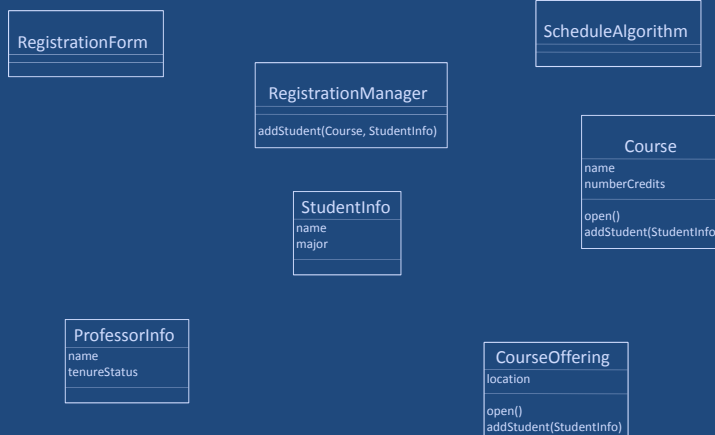 RegistrationForm
ScheduleAlgorithm
RegistrationManager
addStudent(Course, StudentInfo)
Course
name
numberCredits
open()
addStudent(StudentInfo
StudentInfo
name
major
ProfessorInfo
name
tenureStatus
CourseOffering
location
open()
addStudent(StudentInfo)